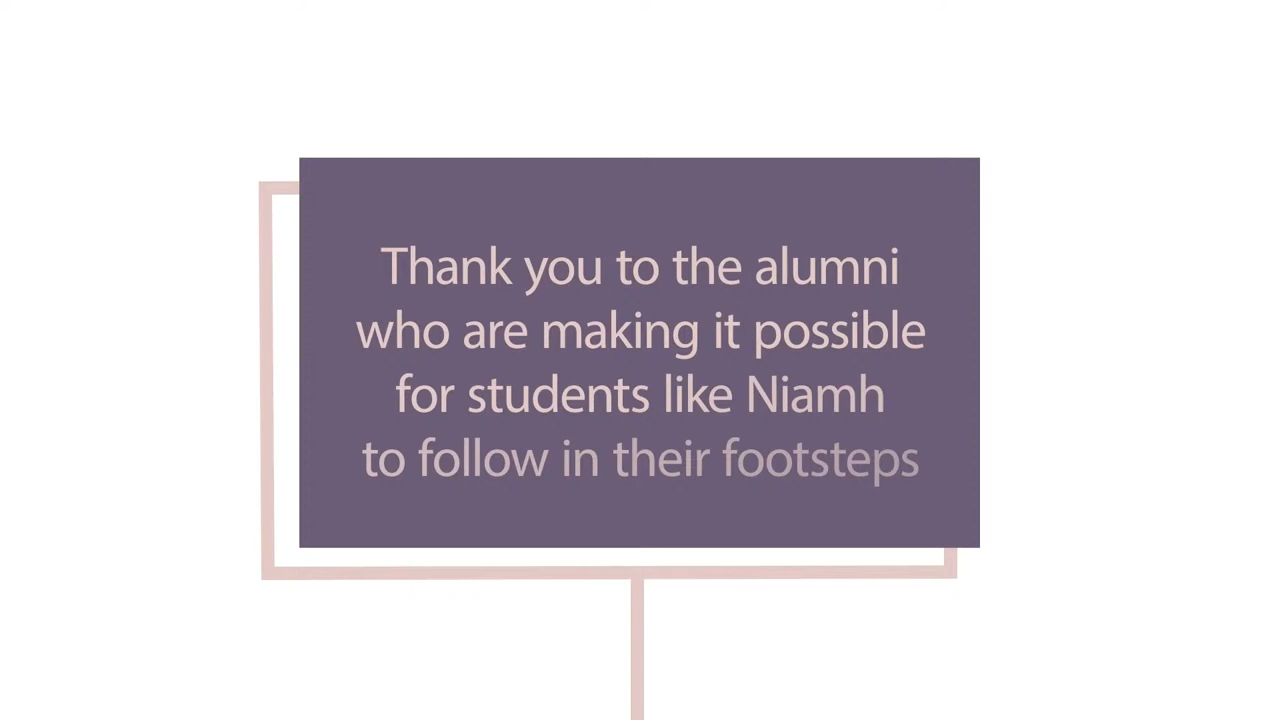 Thank you to the alumni
who are making it possible
for students like Niamh
to follow in their footsteps